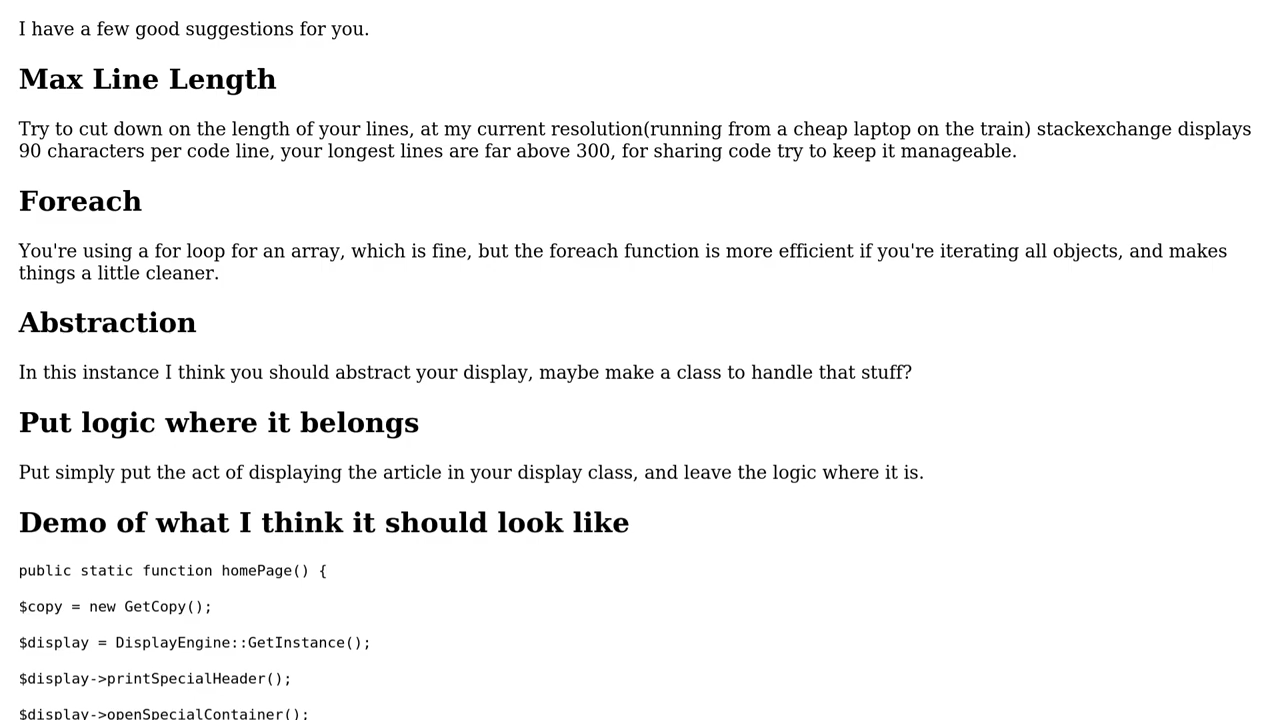 I have a few good suggestions for you.
Max Line Length
Try to cut down on the length of your lines, at my current resolution(running from a cheap laptop on the train) stackexchange displays
90 characters per code line, your longest lines are far above 300, for sharing code try to keep it manageable.
Foreach
You're using a for loop for an array, which is fine, but the foreach function is more efficient if you're iterating all objects, and makes
things a little cleaner.
Abstraction
In this instance I think you should abstract your display, maybe make a class to handle that stuff?
Put logic where it belongs
Put simply put the act of displaying the article in your display class, and leave the logic where it is.
Demo of what I think it should look like
public static function homePage() {
$copy = new GetCopy();
$display = DisplayEngine::GetInstance();
$display->printSpecialHeader();
$display->openSpecialContainer();